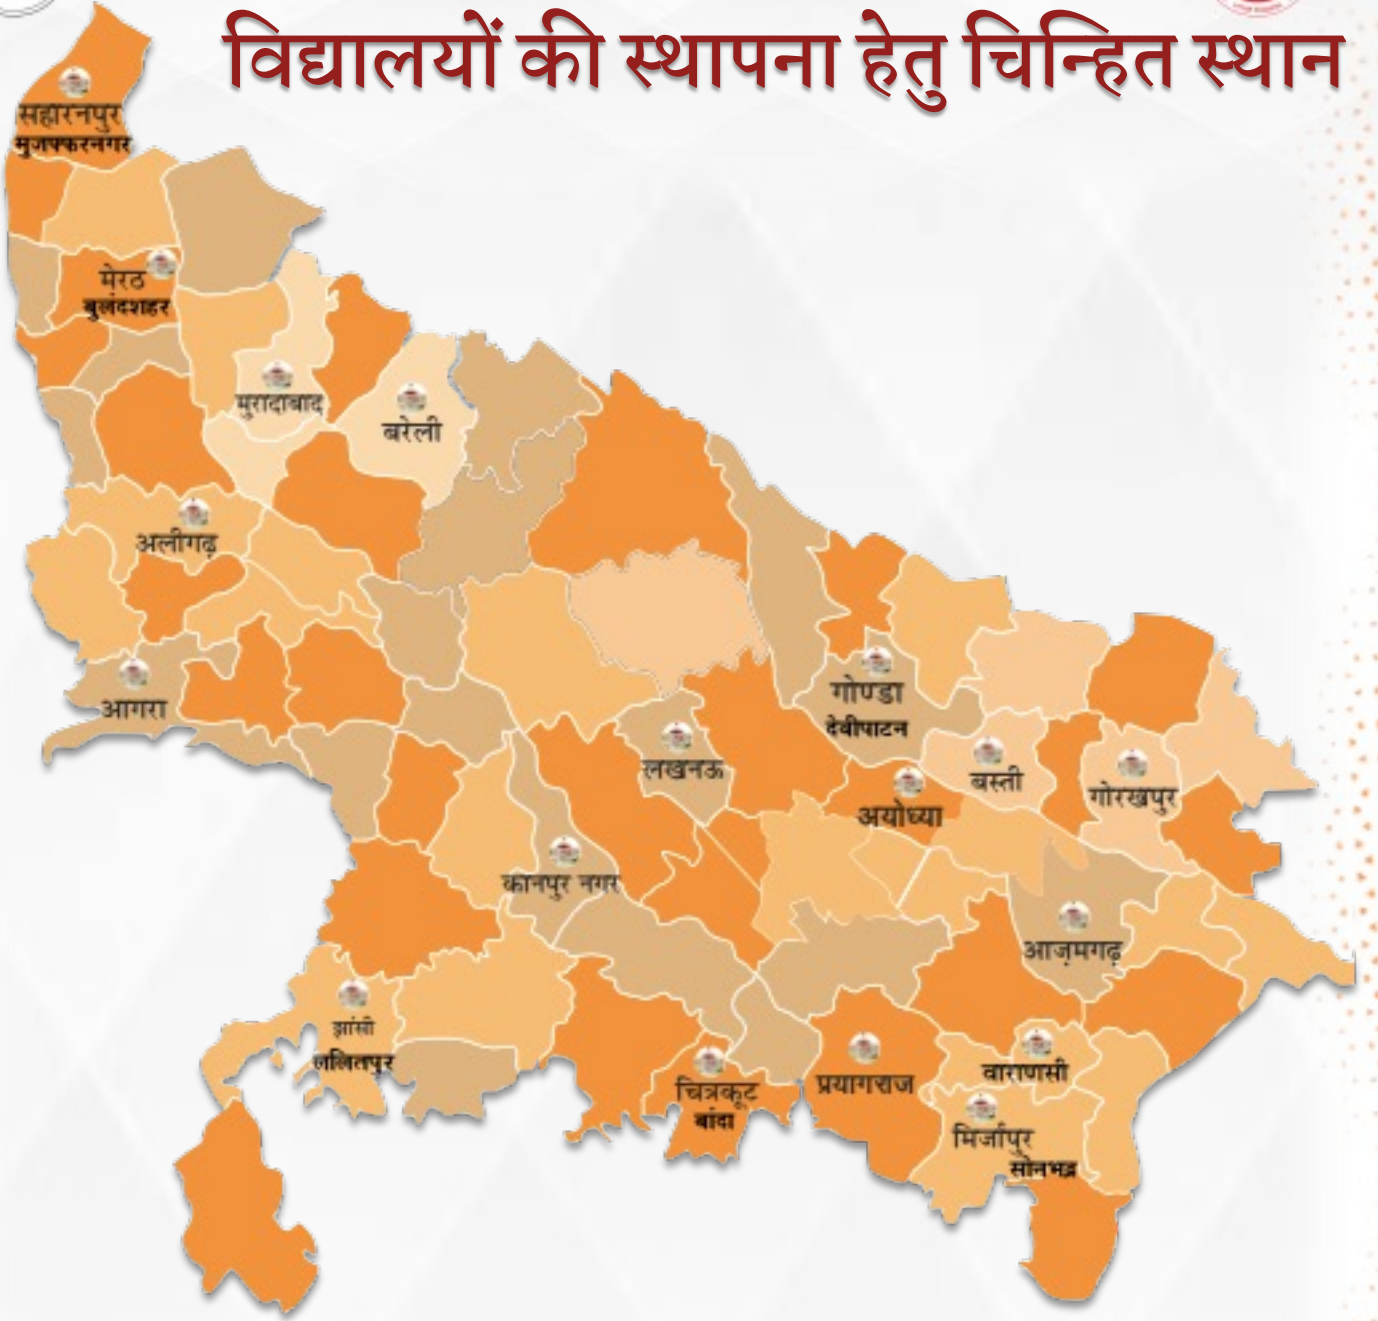 विद्यालयों की स्थापना हेतु चिन्हित स्थान
सहारनपुर
मुजफ्फरनगर
मेरठ
बुलंदशहर
मुरादाबाद
बरेली
अलीगढ़
आगरा
गोण्डा
देवीपाटन
लखनऊ
बस्ती
गोरखपुर
अयोध्या
कानपुर नगर
आज़मगढ़
झांसी
ललितपुर
वाराणसी
प्रयागराज
चित्रकूट
बांदा
मिर्जापुर
सोनभद्र